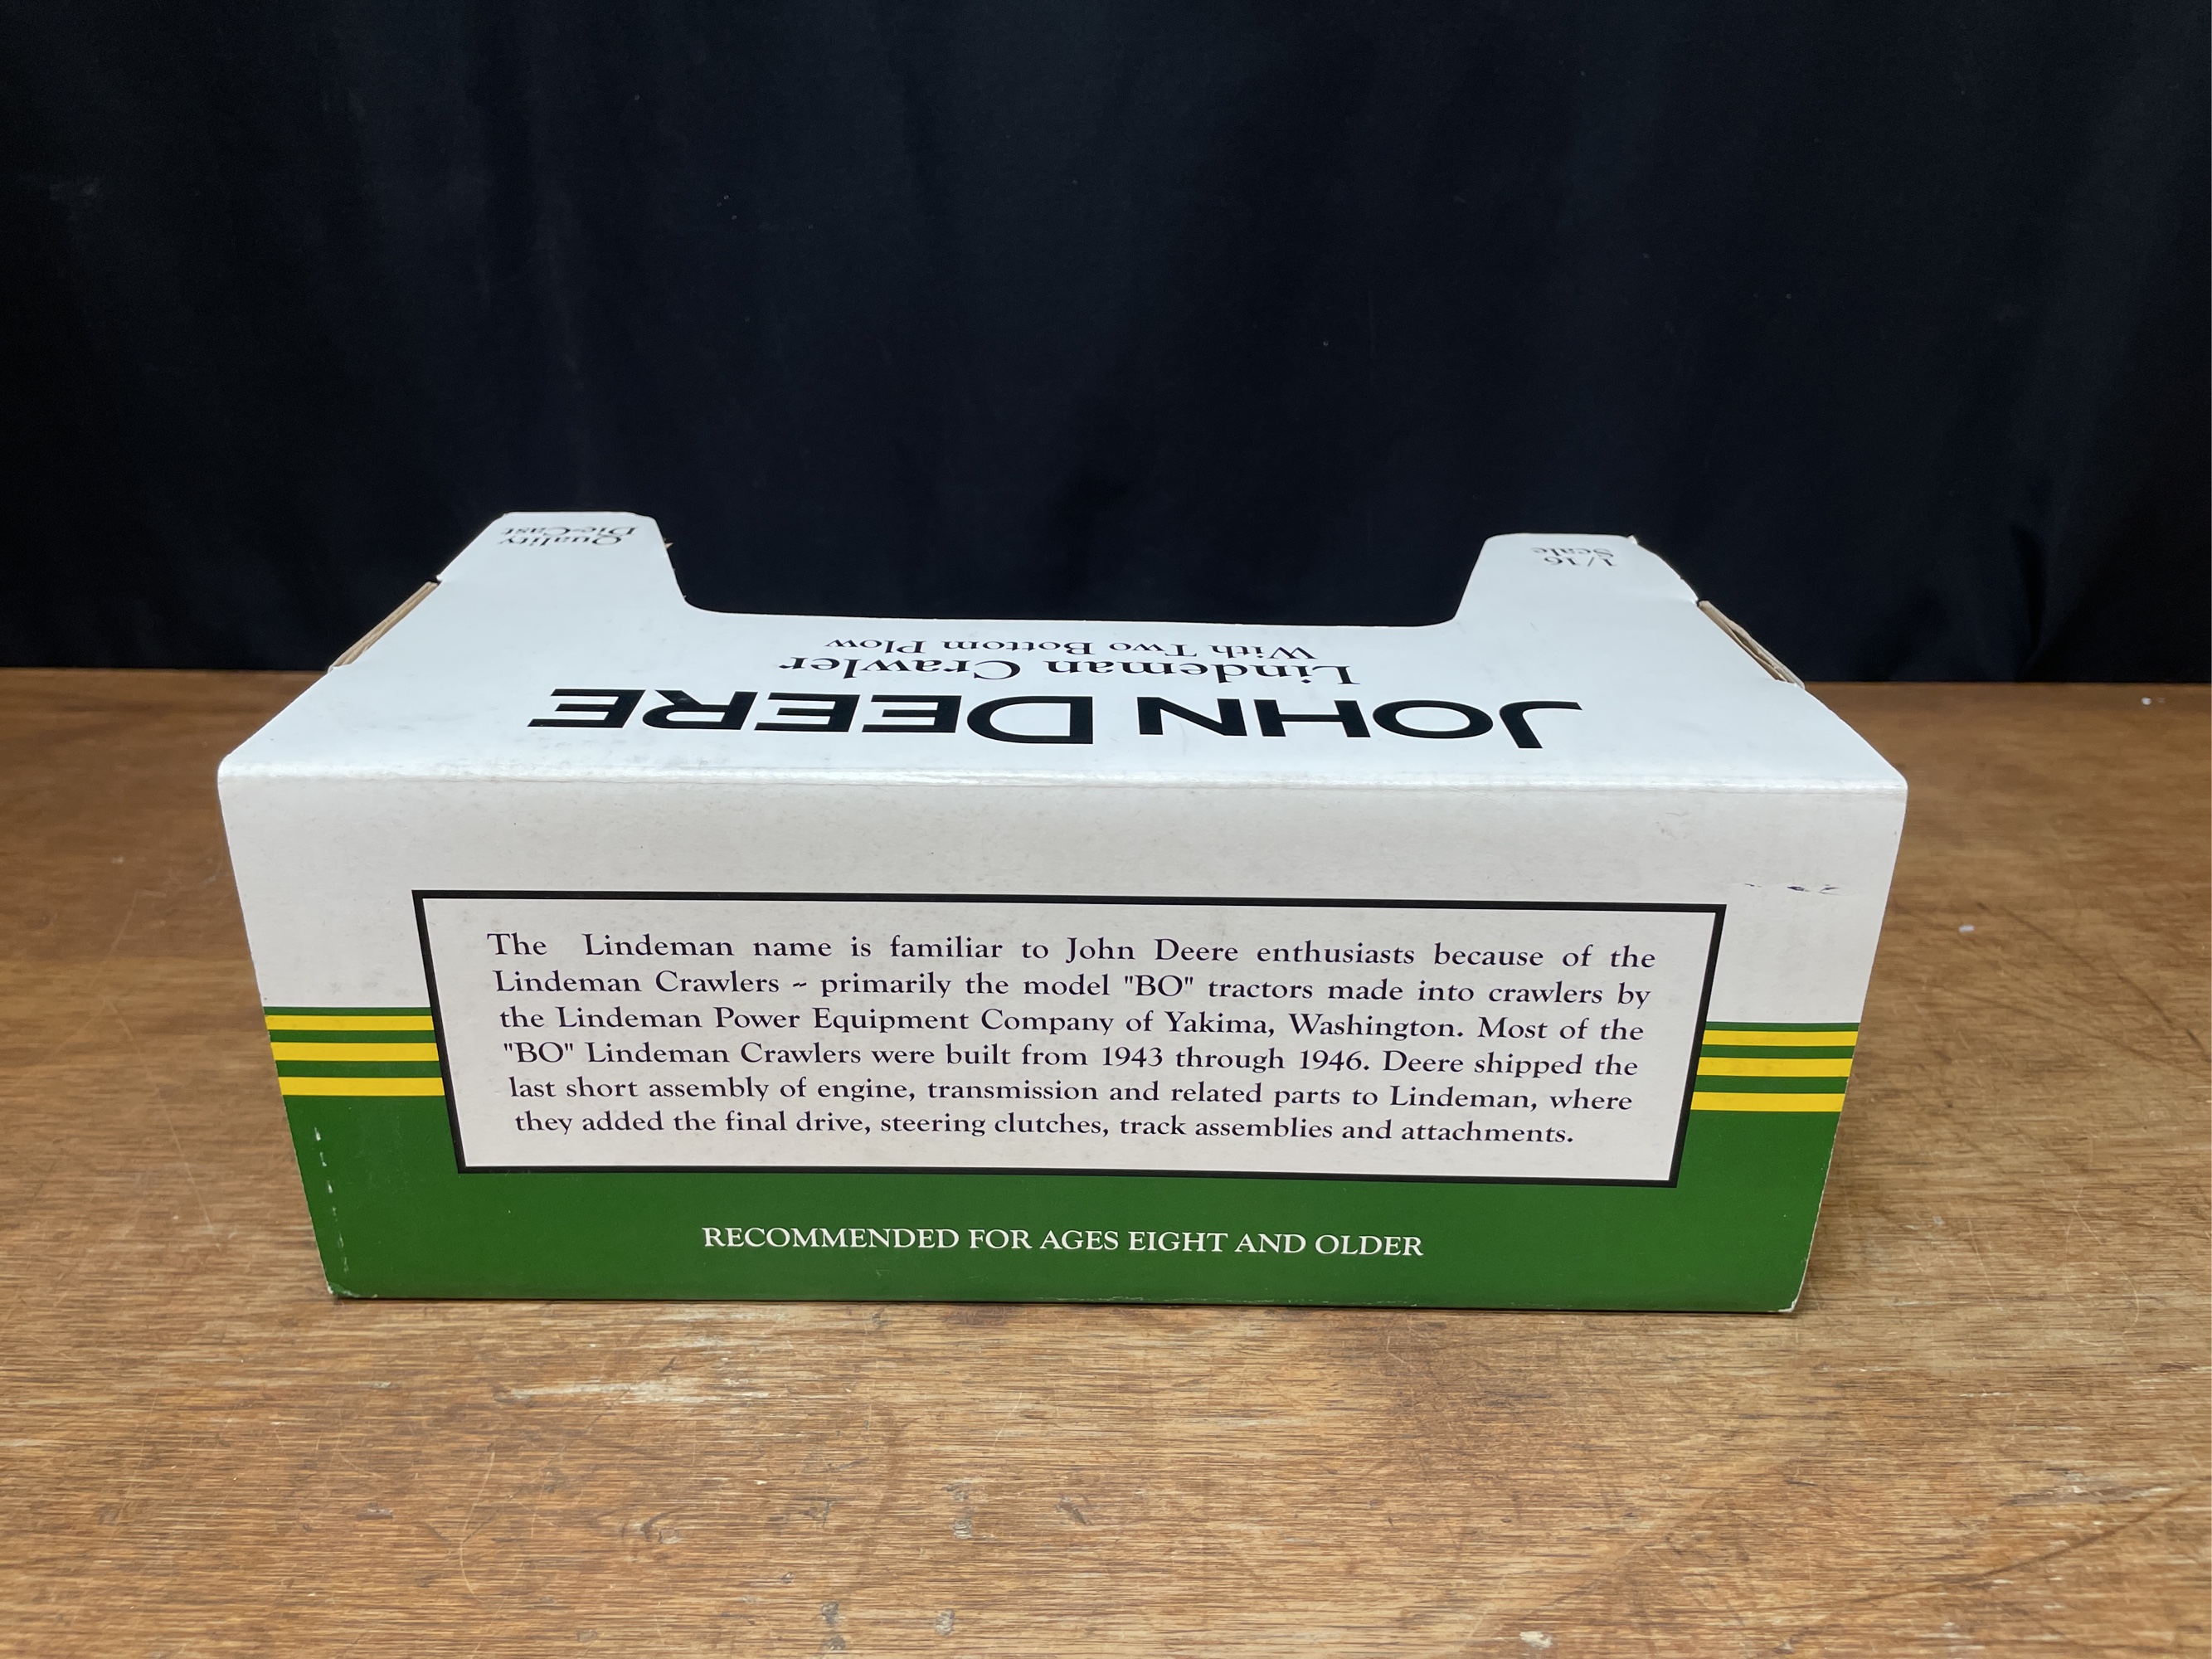 Quality
Die-Cast
1/16
Scale
JOHN DEERE
Lindeman Crawler
With Two Bottom Plow
The Lindeman name is familiar to John Deere enthusiasts because of the
Lindeman Crawlers ~ primarily the model "BO" tractors made into crawlers by
the Lindeman Power Equipment Company of Yakima, Washington. Most of the
"BO" Lindeman Crawlers were built from 1943 through 1946. Deere shipped the
last short assembly of engine, transmission and related parts to Lindeman, where
they added the final drive, steering clutches, track assemblies and attachments.
RECOMMENDED FOR AGES EIGHT AND OLDER